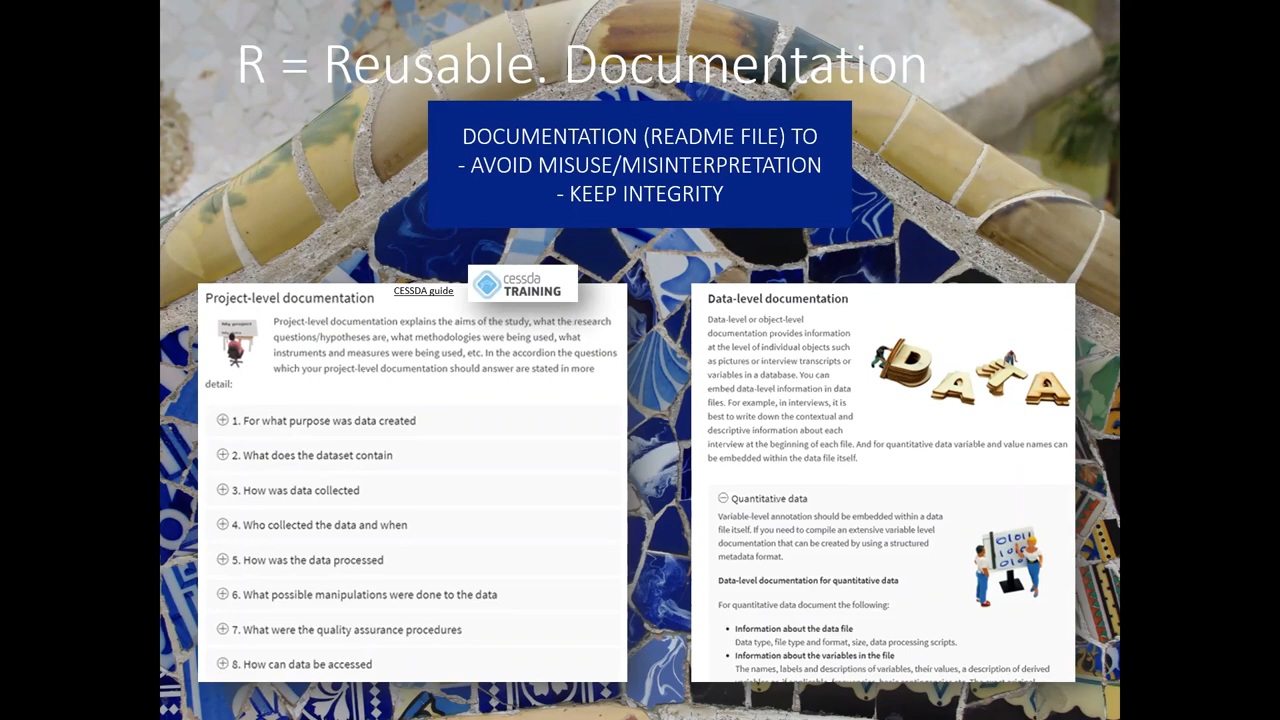 R = Reusable. Documentation
DOCUMENTATION (README FILE) TO
- AVOID MISUSE/MISINTERPRETATION
- KEEP INTEGRITY
cessda
TRAINING
CESSDA guide
Project-level documentation
My project
Project-level documentation explains the aims of the study, what the research
questions/hypotheses are, what methodologies were being used, what
instruments and measures were being used, etc. In the accordion the questions
which your project-level documentation should answer are stated in more
detail:
1. For what purpose was data created
2. What does the dataset contain
3. How was data collected
4. Who collected the data and when
5. How was the data processed
6. What possible manipulations were done to the data
7. What were the quality assurance procedures
8. How can data be accessed
Data-level documentation
Data-level or object-level
documentation provides information
at the level of individual objects such
as pictures or interview transcripts or
variables in a database. You can
embed data-level information in data
files. For example, in interviews, it is
best to write down the contextual and
descriptive information about each
interview at the beginning of each file. And for quantitative data variable and value names can
be embedded within the data file itself.
DATA
Quantitative data
Variable-level annotation should be embedded within a data
file itself. If you need to compile an extensive variable level
documentation that can be created by using a structured
metadata format.
Data-level documentation for quantitative data
For quantitative data document the following:
• Information about the data file
Data type, file type and format, size, data processing scripts.
• Information about the variables in the file
The names, labels and descriptions of variables, their values, a description of derived